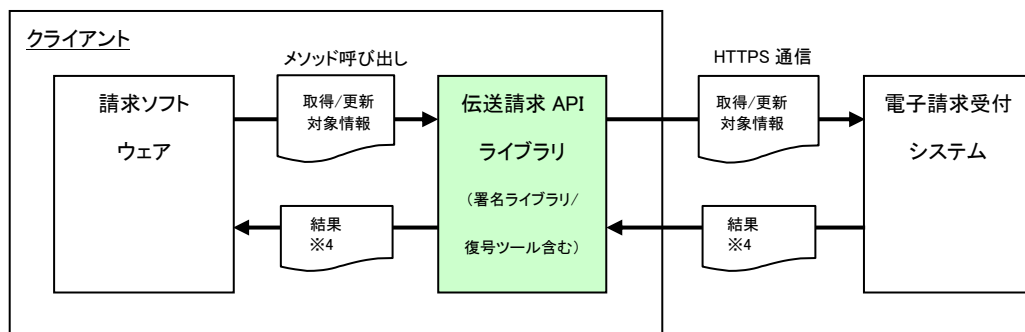 クライアント
メソッド呼び出し
HTTPS 通信
請求ソフト
ウェア
取得/更新
対象情報
伝送請求 API
ライブラリ
(署名ライブラリ/
復号ツール含む)
取得/更新
対象情報
電子請求受付
システム
結果
※4
結果
※4